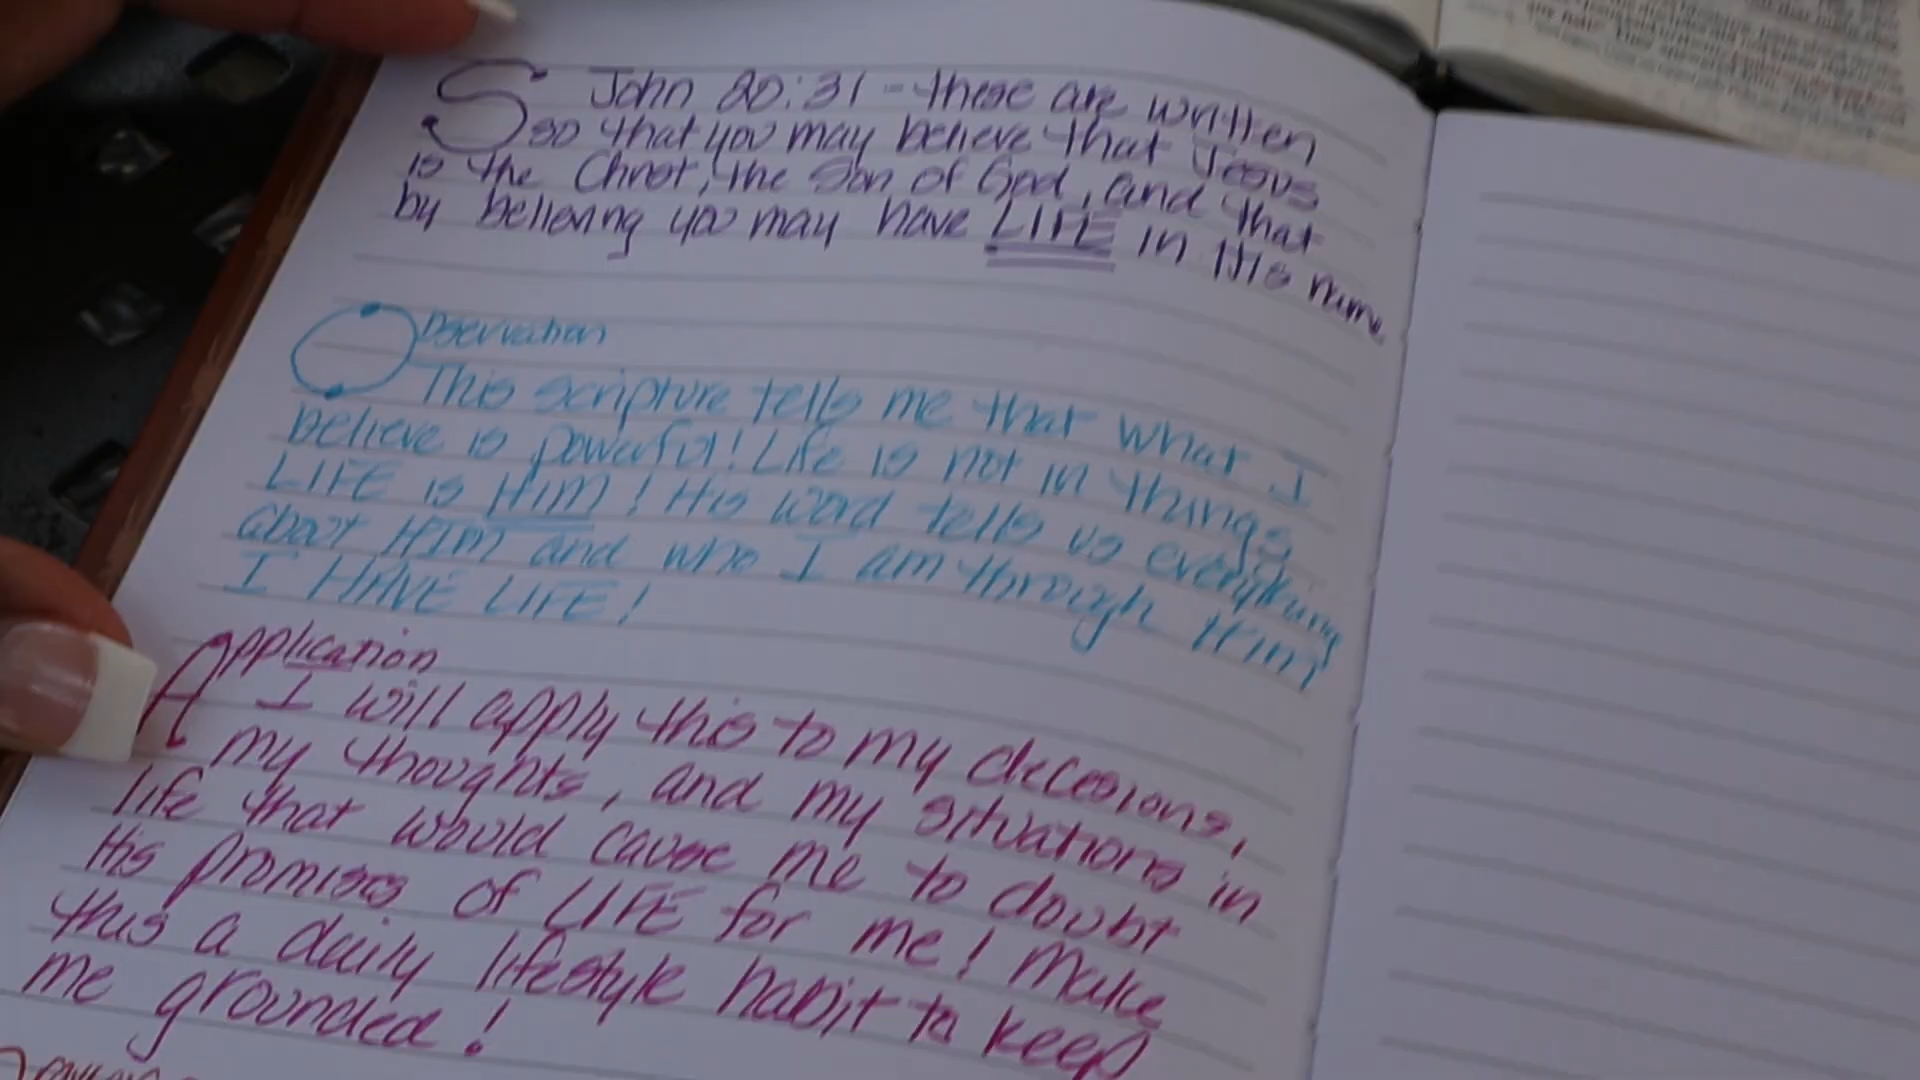 S John 20:31 - these are written
so that you may believe that Jesus
is the Christ, the Son of God, and that
by believing you may have LIFE in His name
Observation
This scripture tells me that what I
believe is powerful! Life is not in things
LIFE is HIM! His word tells us everything
about HIM and who I am through Him
I HAVE LIFE!
Application
I will apply this to my decesions,
my thoughts, and my situations in
life that would cause me to doubt
His promises of LIFE for me! Make
this a daily lifestyle habit to keep
me grounded!